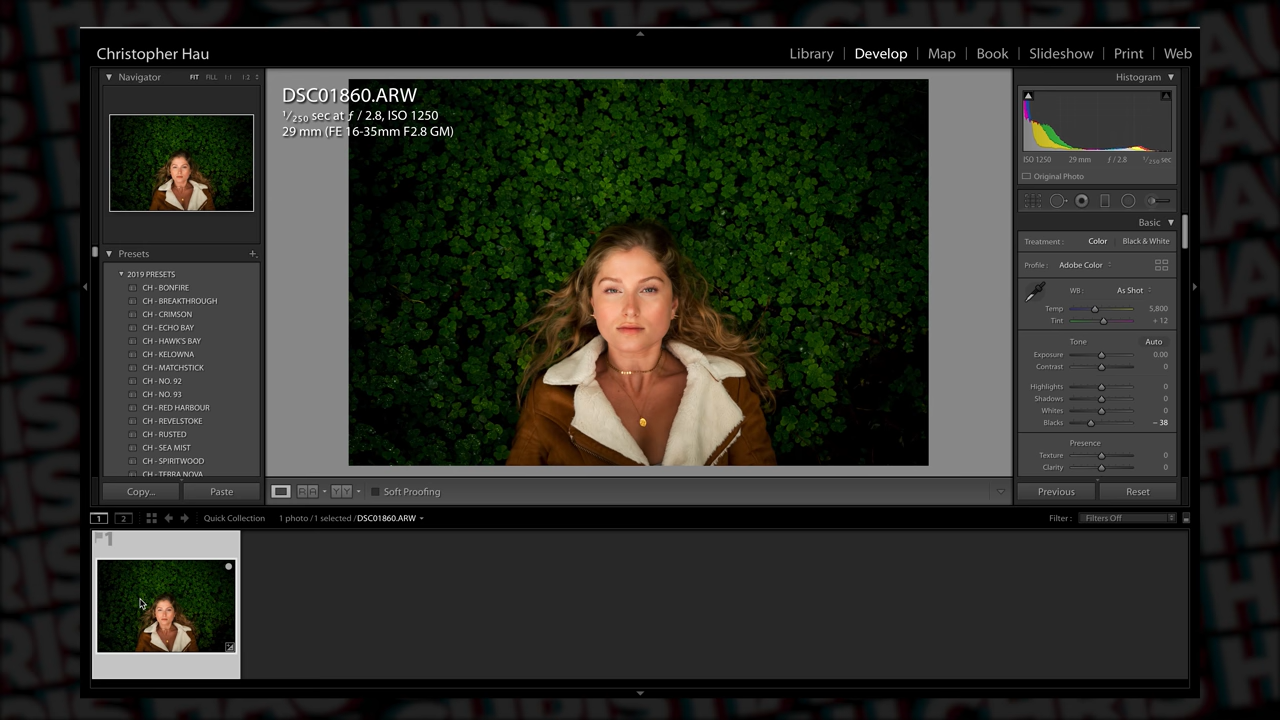 Christopher Hau
Library | Develop | Map | Book | Slideshow | Print | Web
Navigator FIT FILL 1:1 1:2
Histogram
DSC01860.ARW
1/250 sec at ƒ / 2.8, ISO 1250
29 mm (FE 16-35mm F2.8 GM)
ISO 1250 29 mm ƒ / 2.8 1/250 sec
Original Photo
Basic
Treatment : Color Black & White
Profile : Adobe Color
WB : As Shot
Temp 5,800
Tint + 12
Tone Auto
Exposure 0.00
Contrast 0
Highlights 0
Shadows 0
Whites 0
Blacks – 38
Presence
Texture 0
Clarity 0
Presets +
2019 PRESETS
CH - BONFIRE
CH - BREAKTHROUGH
CH - CRIMSON
CH - ECHO BAY
CH - HAWK'S BAY
CH - KELOWNA
CH - MATCHSTICK
CH - NO. 92
CH - NO. 93
CH - RED HARBOUR
CH - REVELSTOKE
CH - RUSTED
CH - SEA MIST
CH - SPIRITWOOD
CH - TERRA NOVA
Copy... Paste
R A Y Y Soft Proofing
Previous Reset
1 2 Quick Collection 1 photo / 1 selected / DSC01860.ARW
Filter : Filters Off
1